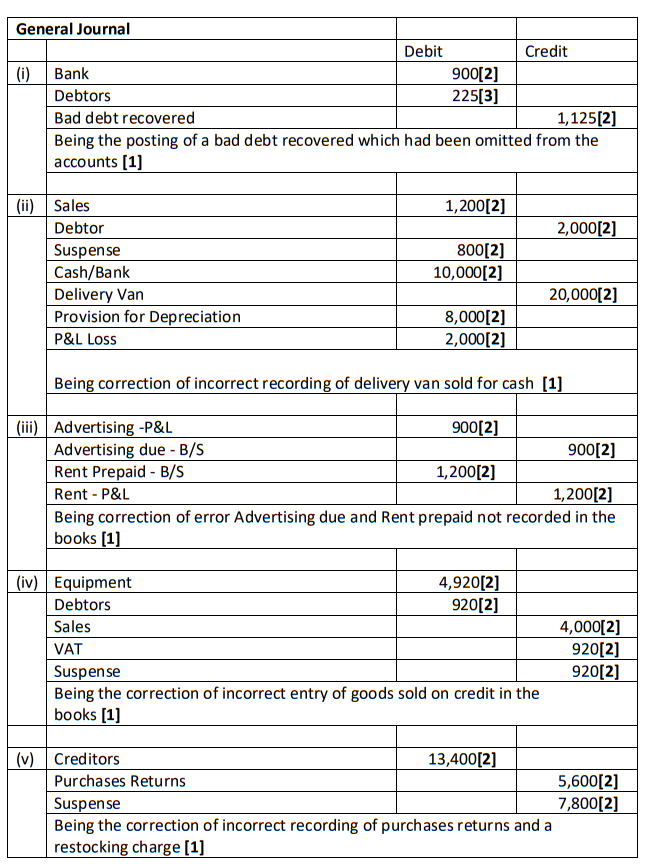 General Journal
Debit Credit
(i) Bank 900[2]
Debtors 225[3]
Bad debt recovered 1,125[2]
Being the posting of a bad debt recovered which had been omitted from the
accounts [1]
(ii) Sales 1,200[2]
Debtor 2,000[2]
Suspense 800[2]
Cash/Bank 10,000[2]
Delivery Van 20,000[2]
Provision for Depreciation 8,000[2]
P&L Loss 2,000[2]
Being correction of incorrect recording of delivery van sold for cash [1]
(iii) Advertising -P&L 900[2]
Advertising due - B/S 900[2]
Rent Prepaid - B/S 1,200[2]
Rent - P&L 1,200[2]
Being correction of error Advertising due and Rent prepaid not recorded in the
books [1]
(iv) Equipment 4,920[2]
Debtors 920[2]
Sales 4,000[2]
VAT 920[2]
Suspense 920[2]
Being the correction of incorrect entry of goods sold on credit in the
books [1]
(v) Creditors 13,400[2]
Purchases Returns 5,600[2]
Suspense 7,800[2]
Being the correction of incorrect recording of purchases returns and a
restocking charge [1]